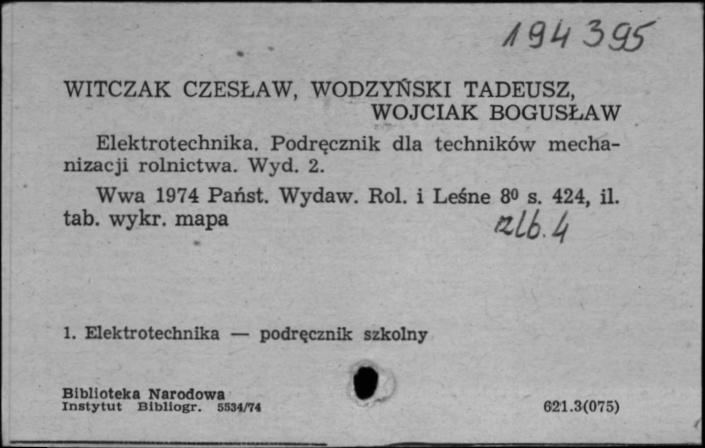 194395
WITCZAK CZESŁAW, WODZYŃSKI TADEUSZ,
WOJCIAK BOGUSŁAW
Elektrotechnika. Podręcznik dla techników mecha-
nizacji rolnictwa. Wyd. 2.
Wwa 1974 Państ. Wydaw. Rol. i Leśne 8⁰ s. 424, il.
tab. wykr. mapa
alb. 4
1. Elektrotechnika — podręcznik szkolny
Biblioteka Narodowa
Instytut Bibliogr. 5534/74
621.3(075)